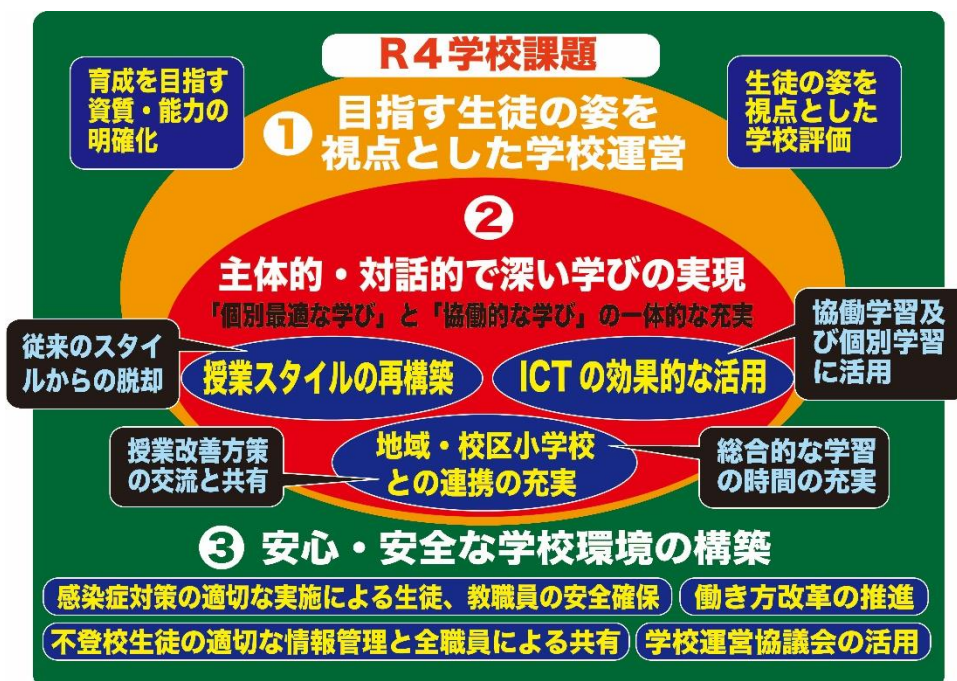 R4学校課題
育成を目指す
資質・能力の
明確化
❶ 目指す生徒の姿を
視点とした学校運営
生徒の姿を
視点とした
学校評価
❷
主体的・対話的で深い学びの実現
「個別最適な学び」と「協働的な学び」の一体的な充実
従来のスタイ
ルからの脱却
授業スタイルの再構築
ICTの効果的な活用
協働学習及
び個別学習
に活用
授業改善方策
の交流と共有
地域・校区小学校
との連携の充実
総合的な学習
の時間の充実
❸ 安心・安全な学校環境の構築
感染症対策の適切な実施による生徒、教職員の安全確保
働き方改革の推進
不登校生徒の適切な情報管理と全職員による共有
学校運営協議会の活用